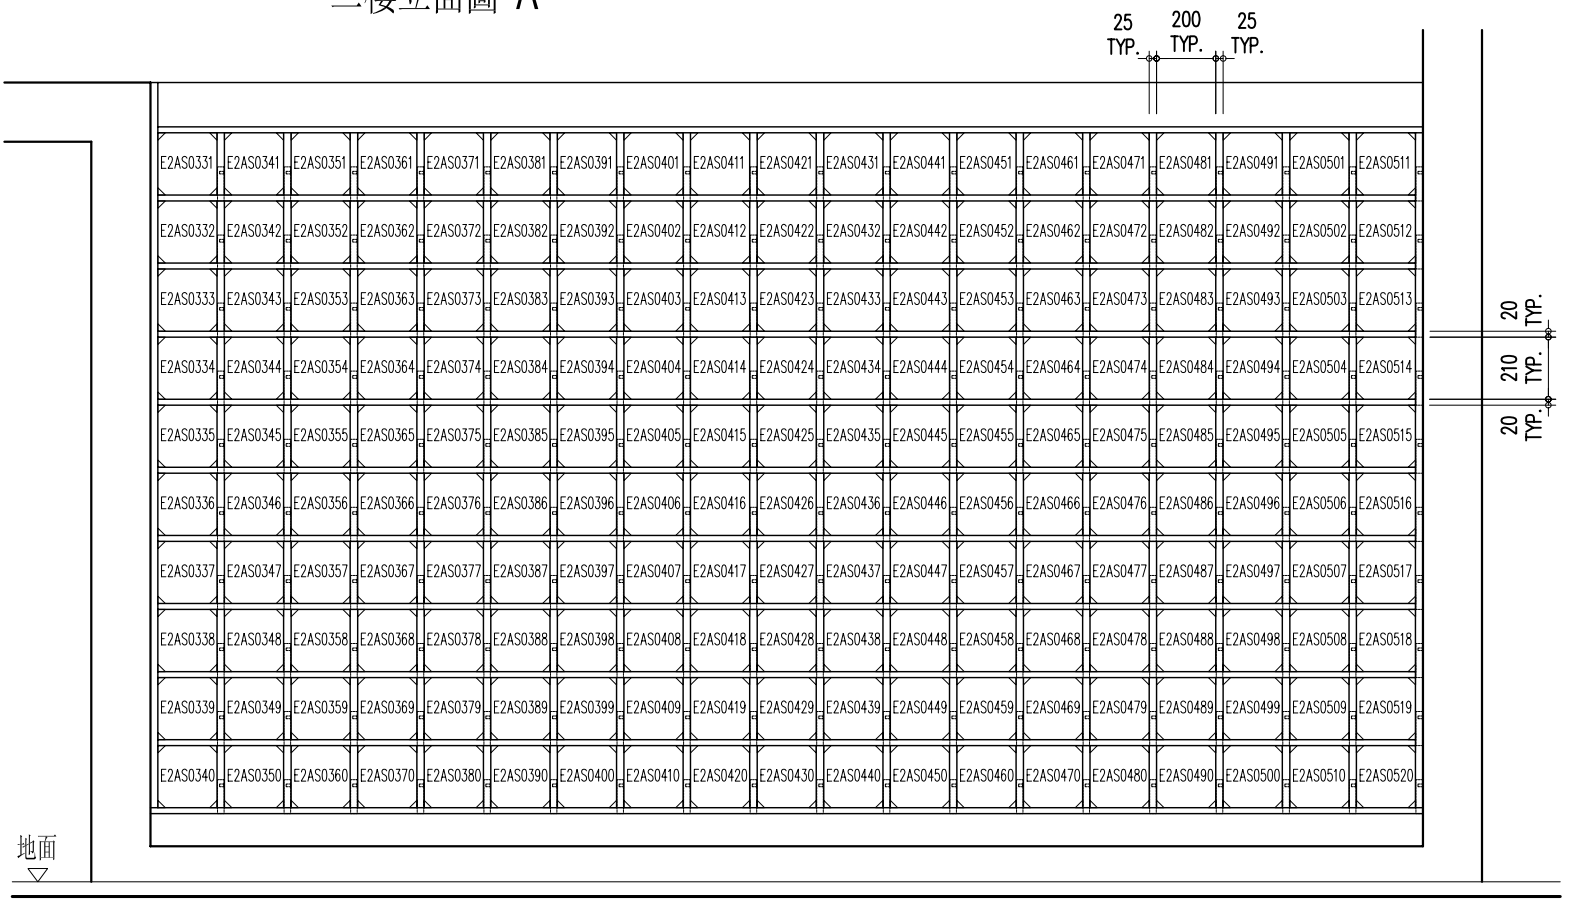 二樓立面圖 A
25 200 25
TYP. TYP. TYP.
E2AS0331 E2AS0341 E2AS0351 E2AS0361 E2AS0371 E2AS0381 E2AS0391 E2AS0401 E2AS0411 E2AS0421 E2AS0431 E2AS0441 E2AS0451 E2AS0461 E2AS0471 E2AS0481 E2AS0491 E2AS0501 E2AS0511
E2AS0332 E2AS0342 E2AS0352 E2AS0362 E2AS0372 E2AS0382 E2AS0392 E2AS0402 E2AS0412 E2AS0422 E2AS0432 E2AS0442 E2AS0452 E2AS0462 E2AS0472 E2AS0482 E2AS0492 E2AS0502 E2AS0512
E2AS0333 E2AS0343 E2AS0353 E2AS0363 E2AS0373 E2AS0383 E2AS0393 E2AS0403 E2AS0413 E2AS0423 E2AS0433 E2AS0443 E2AS0453 E2AS0463 E2AS0473 E2AS0483 E2AS0493 E2AS0503 E2AS0513
E2AS0334 E2AS0344 E2AS0354 E2AS0364 E2AS0374 E2AS0384 E2AS0394 E2AS0404 E2AS0414 E2AS0424 E2AS0434 E2AS0444 E2AS0454 E2AS0464 E2AS0474 E2AS0484 E2AS0494 E2AS0504 E2AS0514
E2AS0335 E2AS0345 E2AS0355 E2AS0365 E2AS0375 E2AS0385 E2AS0395 E2AS0405 E2AS0415 E2AS0425 E2AS0435 E2AS0445 E2AS0455 E2AS0465 E2AS0475 E2AS0485 E2AS0495 E2AS0505 E2AS0515
E2AS0336 E2AS0346 E2AS0356 E2AS0366 E2AS0376 E2AS0386 E2AS0396 E2AS0406 E2AS0416 E2AS0426 E2AS0436 E2AS0446 E2AS0456 E2AS0466 E2AS0476 E2AS0486 E2AS0496 E2AS0506 E2AS0516
E2AS0337 E2AS0347 E2AS0357 E2AS0367 E2AS0377 E2AS0387 E2AS0397 E2AS0407 E2AS0417 E2AS0427 E2AS0437 E2AS0447 E2AS0457 E2AS0467 E2AS0477 E2AS0487 E2AS0497 E2AS0507 E2AS0517
E2AS0338 E2AS0348 E2AS0358 E2AS0368 E2AS0378 E2AS0388 E2AS0398 E2AS0408 E2AS0418 E2AS0428 E2AS0438 E2AS0448 E2AS0458 E2AS0468 E2AS0478 E2AS0488 E2AS0498 E2AS0508 E2AS0518
E2AS0339 E2AS0349 E2AS0359 E2AS0369 E2AS0379 E2AS0389 E2AS0399 E2AS0409 E2AS0419 E2AS0429 E2AS0439 E2AS0449 E2AS0459 E2AS0469 E2AS0479 E2AS0489 E2AS0499 E2AS0509 E2AS0519
E2AS0340 E2AS0350 E2AS0360 E2AS0370 E2AS0380 E2AS0390 E2AS0400 E2AS0410 E2AS0420 E2AS0430 E2AS0440 E2AS0450 E2AS0460 E2AS0470 E2AS0480 E2AS0490 E2AS0500 E2AS0510 E2AS0520
20
TYP.
210
TYP.
20
TYP.
地面